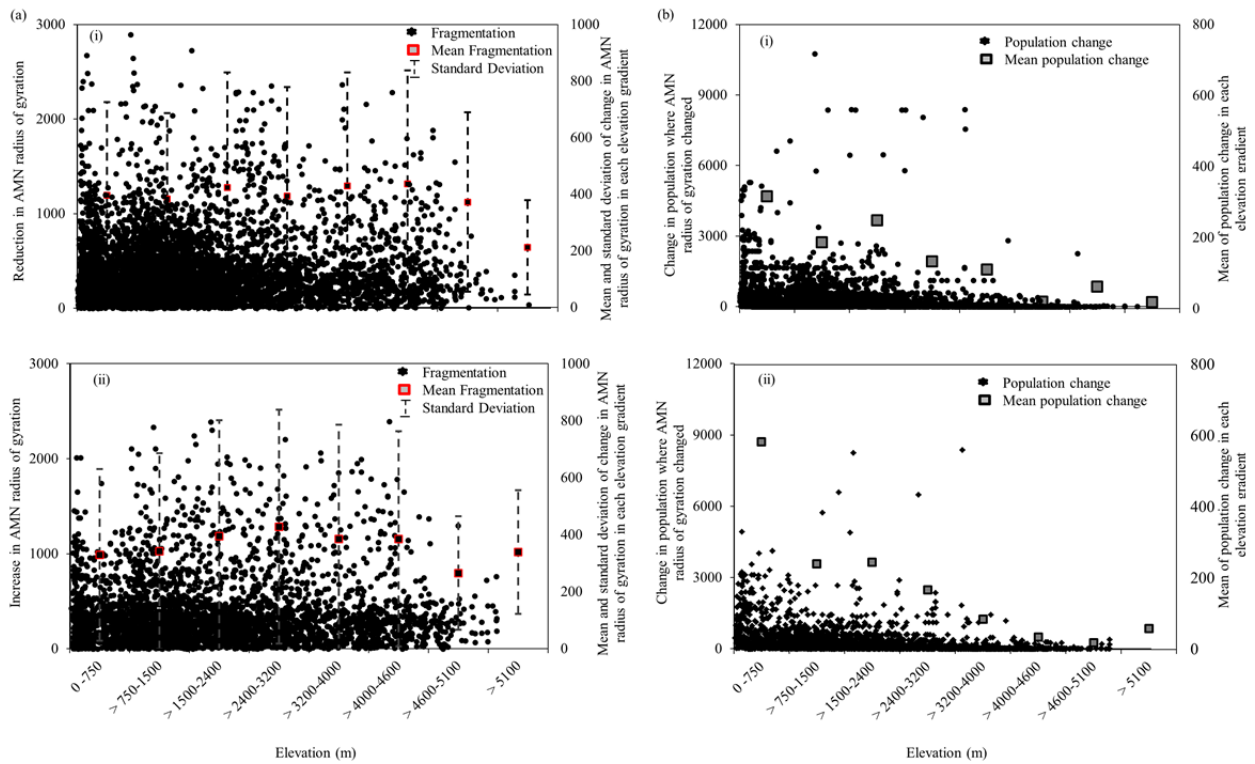 (a)
(i)
3000
2000
1000
0
Reduction in AMN radius of gyration
Fragmentation
Mean Fragmentation
Standard Deviation
1000
800
600
400
200
0
Mean and standard deviation of change in AMN
radius of gyration in each elevation gradient
(b)
(i)
12000
9000
6000
3000
0
Change in population where AMN
radius of gyration changed
Population change
Mean population change
800
600
400
200
0
Mean of population change in each
elevation gradient
(ii)
3000
2000
1000
0
Increase in AMN radius of gyration
Fragmentation
Mean Fragmentation
Standard Deviation
1000
800
600
400
200
0
Mean and standard deviation of change in AMN
radius of gyration in each elevation gradient
0 -750
> 750-1500
> 1500-2400
> 2400-3200
> 3200-4000
> 4000-4600
> 4600-5100
> 5100
Elevation (m)
(ii)
12000
9000
6000
3000
0
Change in population where AMN
radius of gyration changed
Population change
Mean population change
800
600
400
200
0
Mean of population change in each
elevation gradient
0 -750
> 750-1500
> 1500-2400
> 2400-3200
> 3200-4000
> 4000-4600
> 4600-5100
> 5100
Elevation (m)